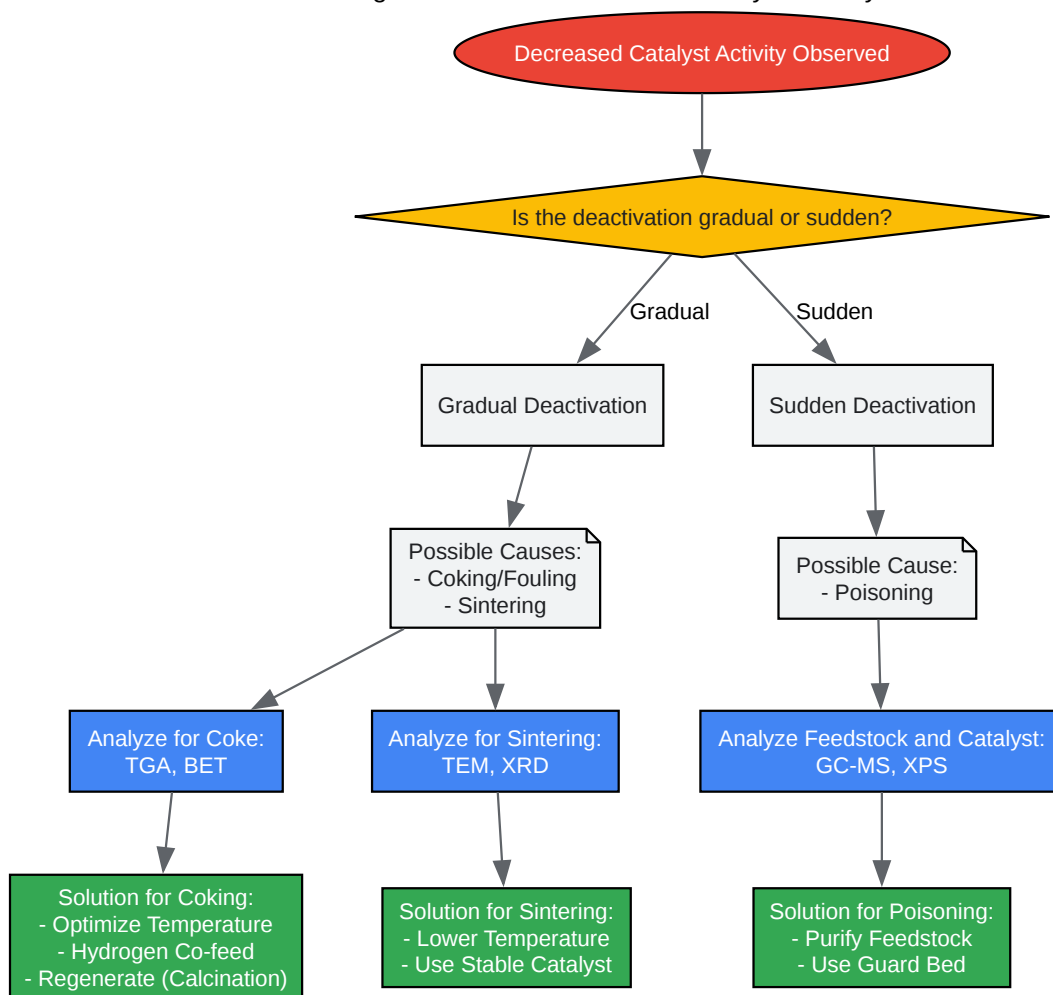 Decreased Catalyst Activity Observed
Is the deactivation gradual or sudden?
Gradual
Sudden
Gradual Deactivation
Sudden Deactivation
Possible Causes:
- Coking/Fouling
- Sintering
Possible Cause:
- Poisoning
Analyze for Coke:
TGA, BET
Analyze for Sintering:
TEM, XRD
Analyze Feedstock and Catalyst:
GC-MS, XPS
Solution for Coking:
- Optimize Temperature
- Hydrogen Co-feed
- Regenerate (Calcination)
Solution for Sintering:
- Lower Temperature
- Use Stable Catalyst
Solution for Poisoning:
- Purify Feedstock
- Use Guard Bed